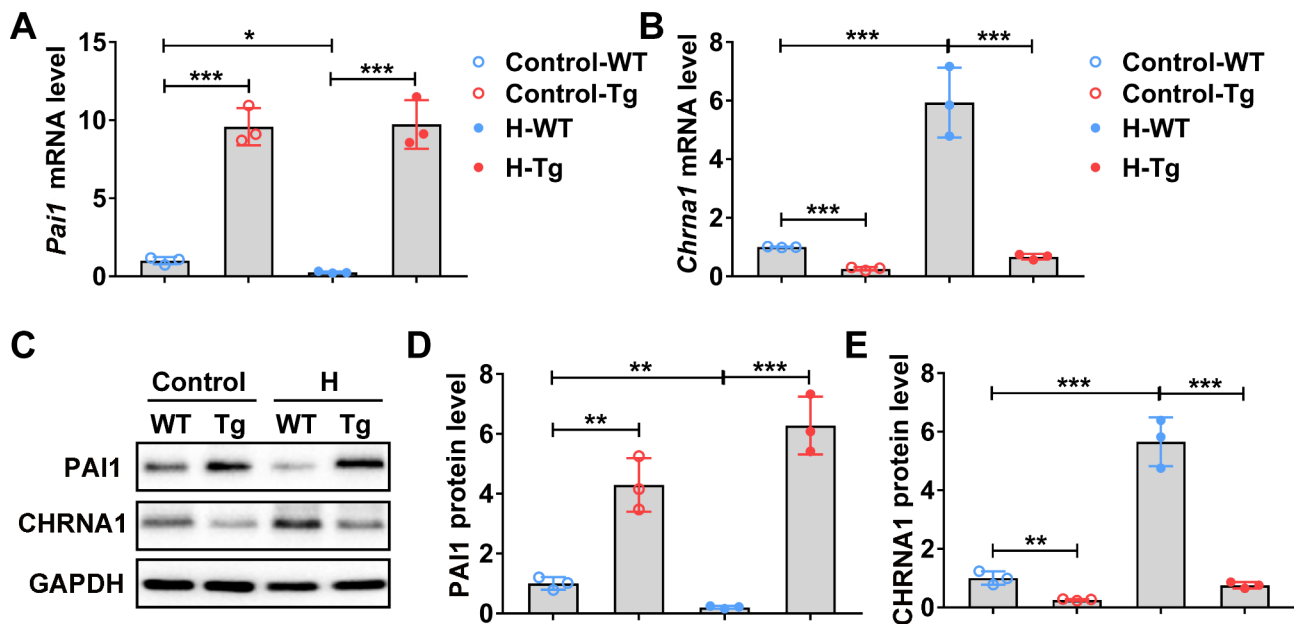 A
Pai1 mRNA level
15
10
5
0
*
***
***
Control-WT
Control-Tg
H-WT
H-Tg
B
Chrna1 mRNA level
8
6
4
2
0
***
***
***
Control-WT
Control-Tg
H-WT
H-Tg
C
Control H
WT Tg WT Tg
PAI1
CHRNA1
GAPDH
D
PAI1 protein level
8
6
4
2
0
**
***
**
E
CHRNA1 protein level
8
6
4
2
0
***
***
**